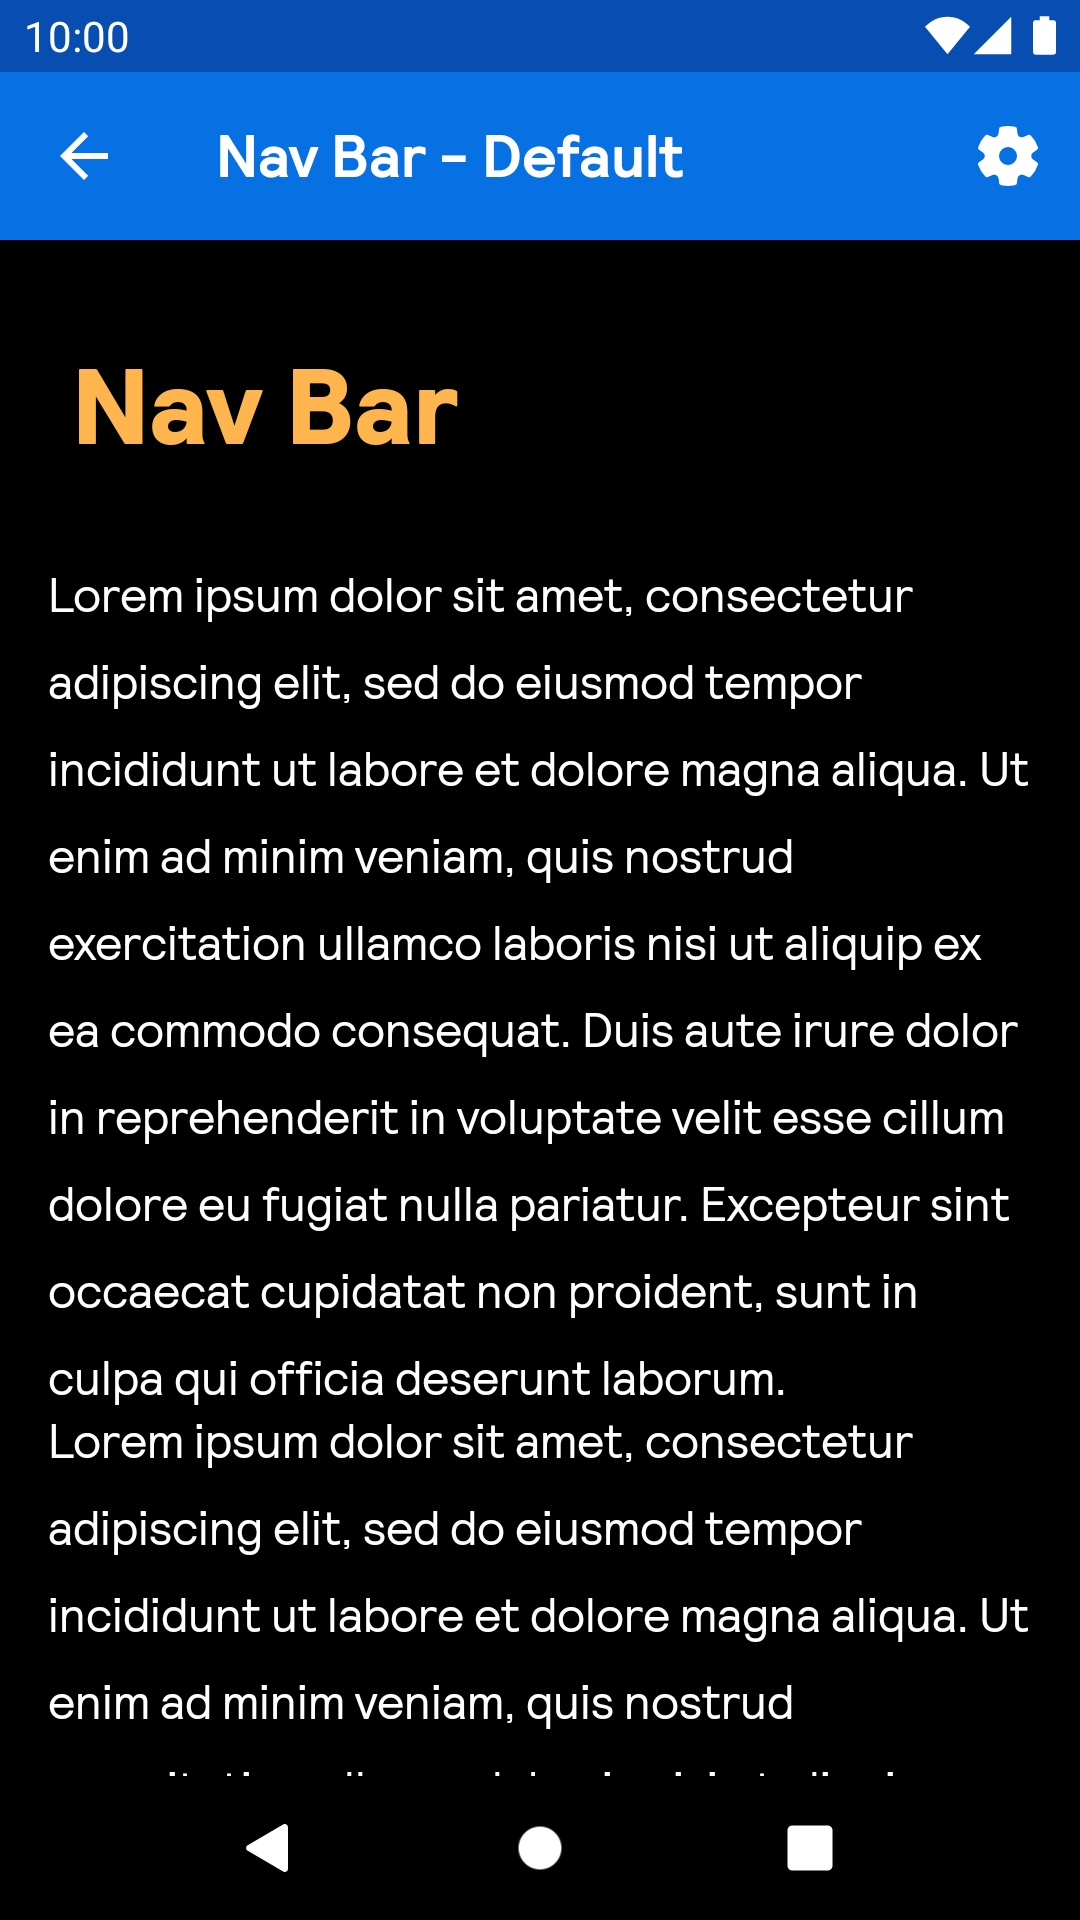 10:00
Nav Bar - Default
Nav Bar
Lorem ipsum dolor sit amet, consectetur
adipiscing elit, sed do eiusmod tempor
incididunt ut labore et dolore magna aliqua. Ut
enim ad minim veniam, quis nostrud
exercitation ullamco laboris nisi ut aliquip ex
ea commodo consequat. Duis aute irure dolor
in reprehenderit in voluptate velit esse cillum
dolore eu fugiat nulla pariatur. Excepteur sint
occaecat cupidatat non proident, sunt in
culpa qui officia deserunt laborum.
Lorem ipsum dolor sit amet, consectetur
adipiscing elit, sed do eiusmod tempor
incididunt ut labore et dolore magna aliqua. Ut
enim ad minim veniam, quis nostrud